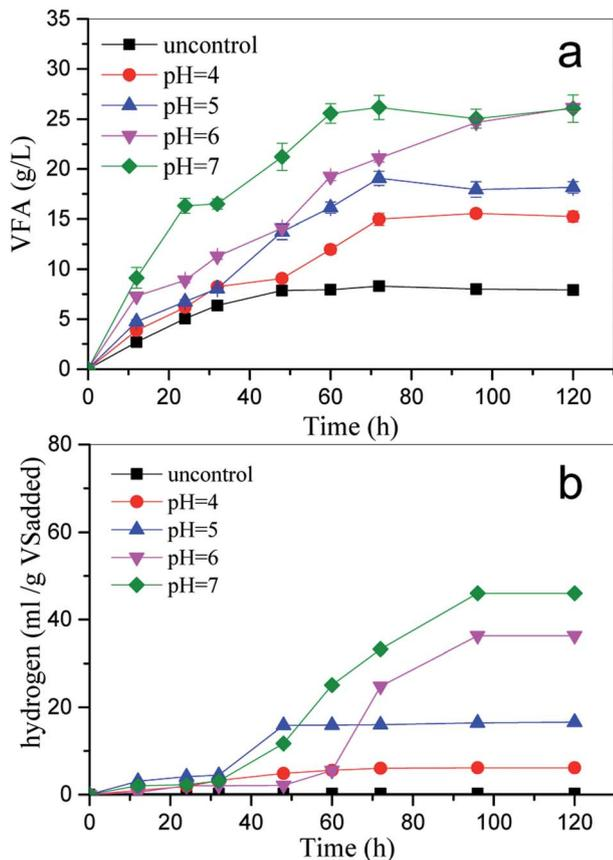 a
35
30
25
20
15
10
5
0
VFA (g/L)
uncontrol
pH=4
pH=5
pH=6
pH=7
0 20 40 60 80 100 120
Time (h)
b
80
60
40
20
0
hydrogen (ml /g VSadded)
uncontrol
pH=4
pH=5
pH=6
pH=7
0 20 40 60 80 100 120
Time (h)